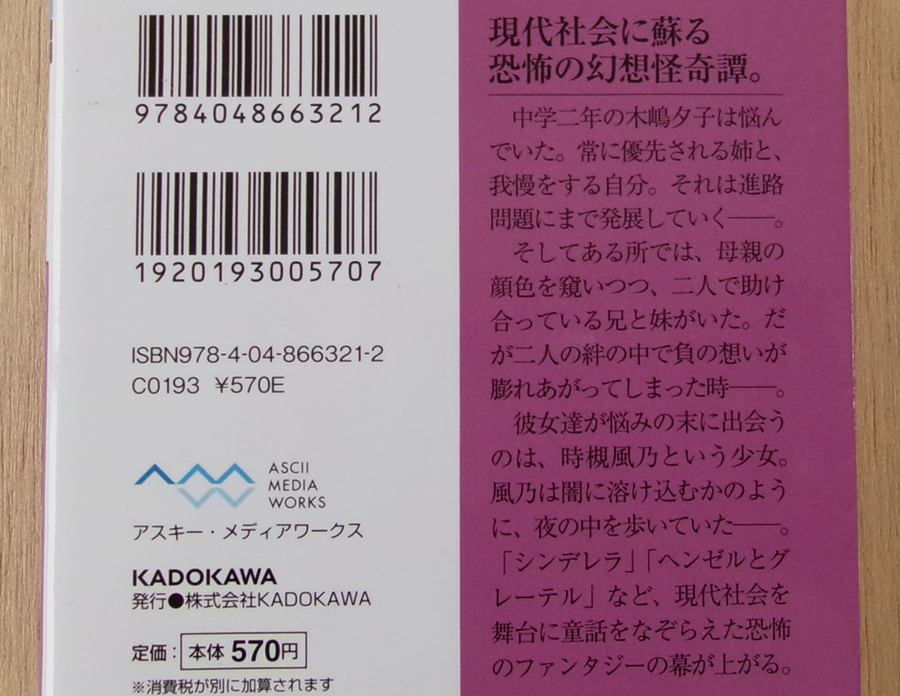 9784048663212
1920193005707
ISBN978-4-04-866321-2
C0193 ¥570E
ASCII
MEDIA
WORKS
アスキー・メディアワークス
KADOKAWA
発行●株式会社KADOKAWA
定価：本体570円
※消費税が別に加算されます
現代社会に蘇る
恐怖の幻想怪奇譚。
中学二年の木嶋夕子は悩ん
でいた。常に優先される姉と、
我慢をする自分。それは進路
問題にまで発展していく――。
そしてある所では、母親の
顔色を窺いつつ、二人で助け
合っている兄と妹がいた。だ
が二人の絆の中で負の想いが
膨れあがってしまった時――。
彼女達が悩みの末に出会う
のは、時槻風乃という少女。
風乃は闇に溶け込むかのよう
に、夜の中を歩いていた――。
「シンデレラ」「ヘンゼルとグ
レーテル」など、現代社会を
舞台に童話をなぞらえた恐怖
のファンタジーの幕が上がる。